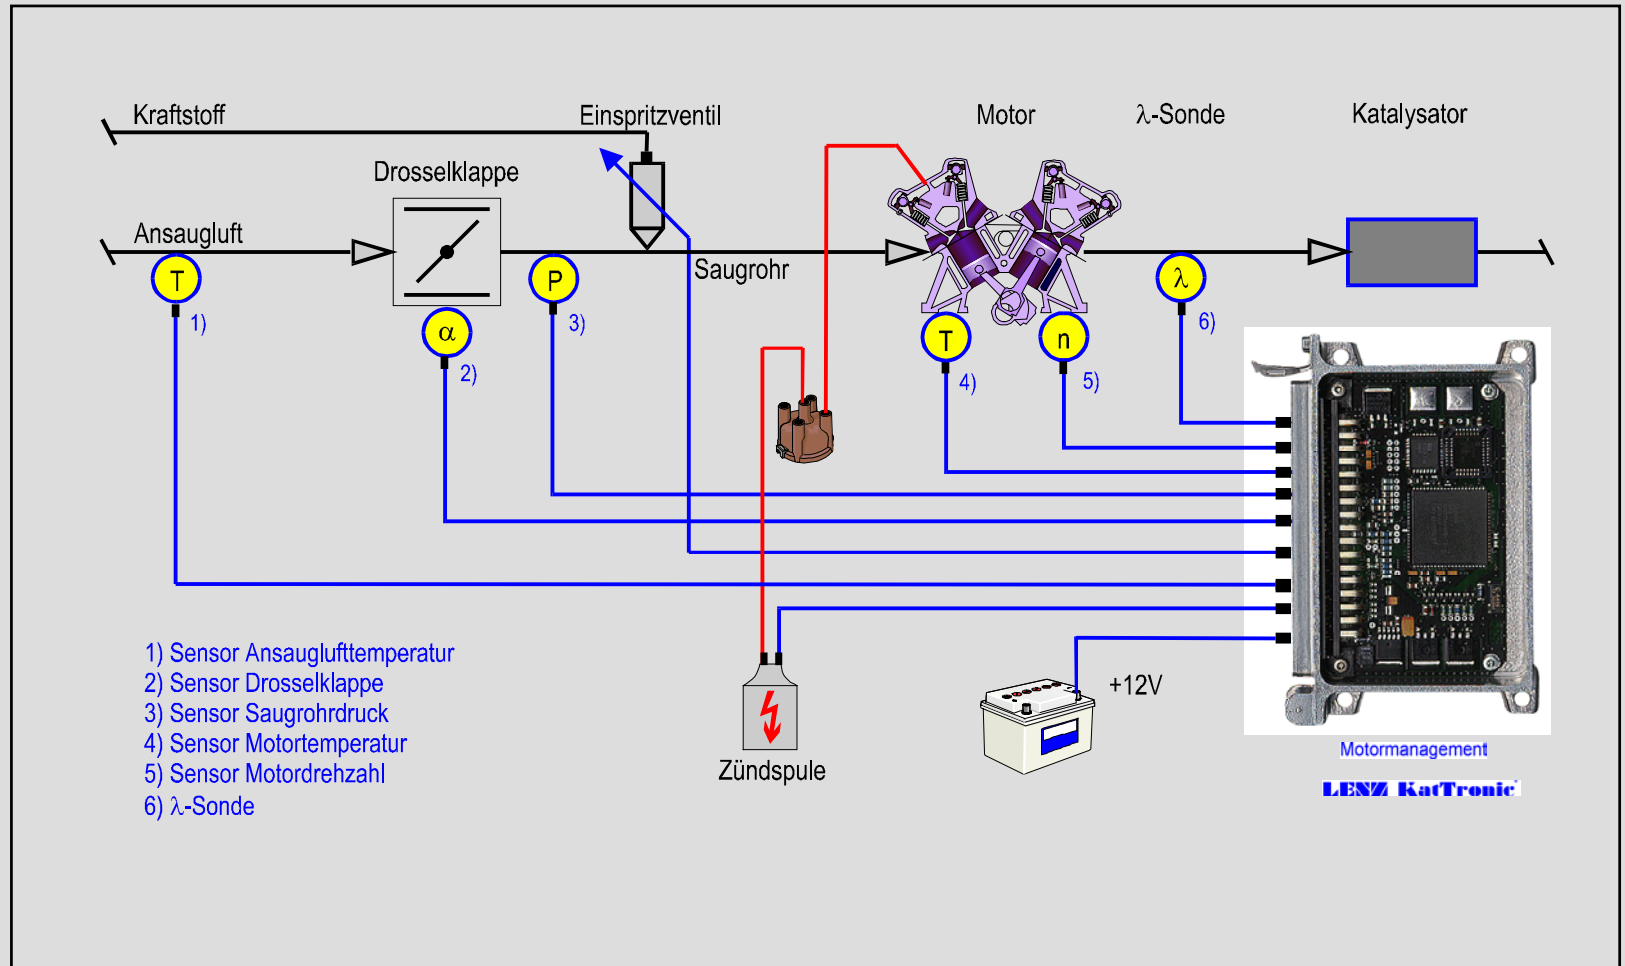 Kraftstoff
Einspritzventil
Motor
λ-Sonde
Katalysator
Drosselklappe
Ansaugluft
Saugrohr
T
1)
α
2)
P
3)
T
4)
n
5)
λ
6)
1) Sensor Ansauglufttemperatur
2) Sensor Drosselklappe
3) Sensor Saugrohrdruck
4) Sensor Motortemperatur
5) Sensor Motordrehzahl
6) λ-Sonde
Zündspule
+12V
Motormanagement
LENZ KatTronic